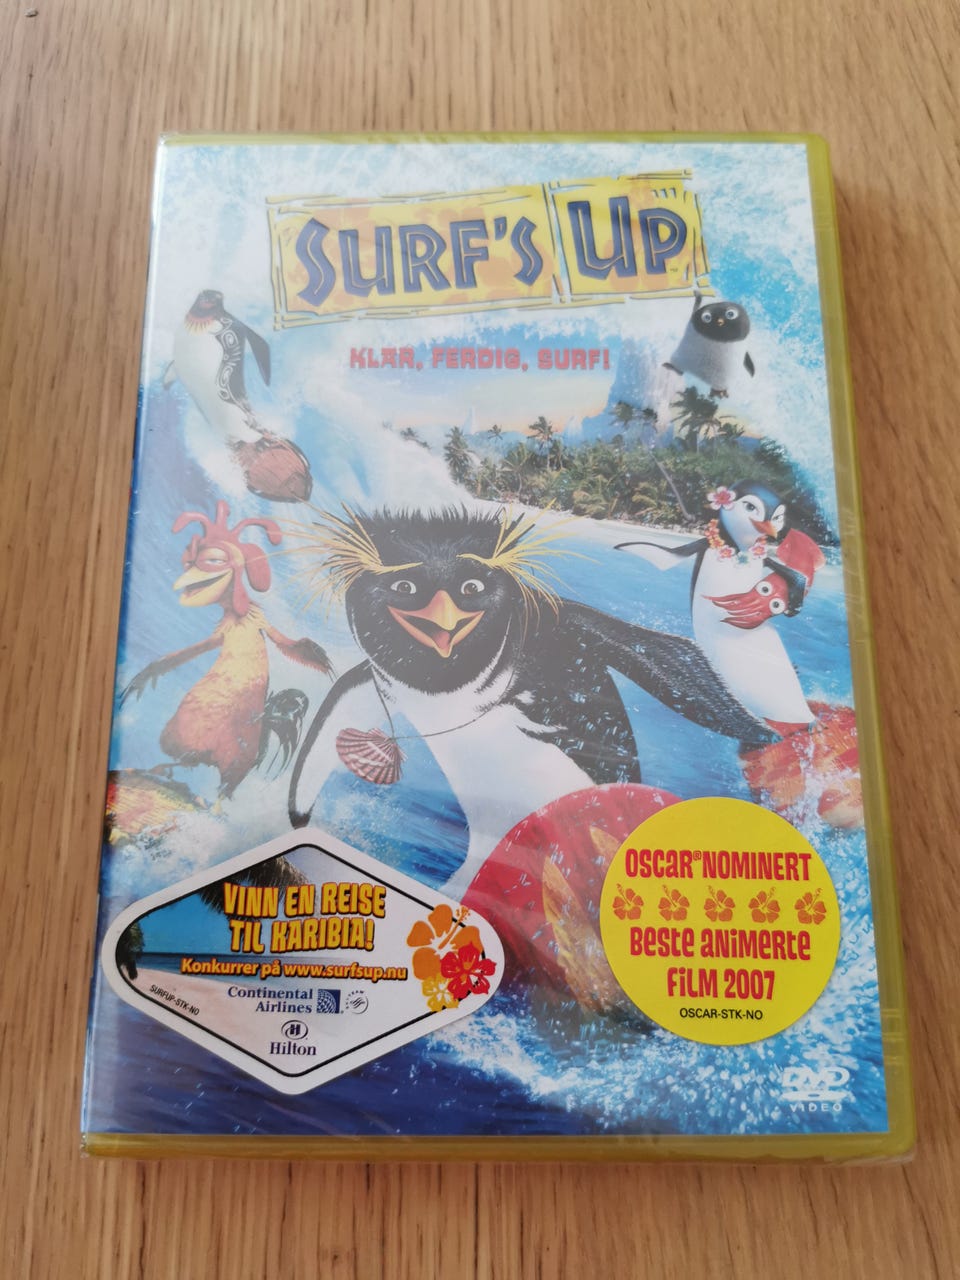 SURF'S UP™
KLAR, FERDIG, SURF!
OSCAR® NOMINERT
BESTE ANIMERTE
FILM 2007
OSCAR-STK-NO
VINN EN REISE
TIL KARIBIA!
Konkurrer på www.surfsup.nu
SURFUP-STK-NO
Continental
Airlines
Hilton
DVD
VIDEO